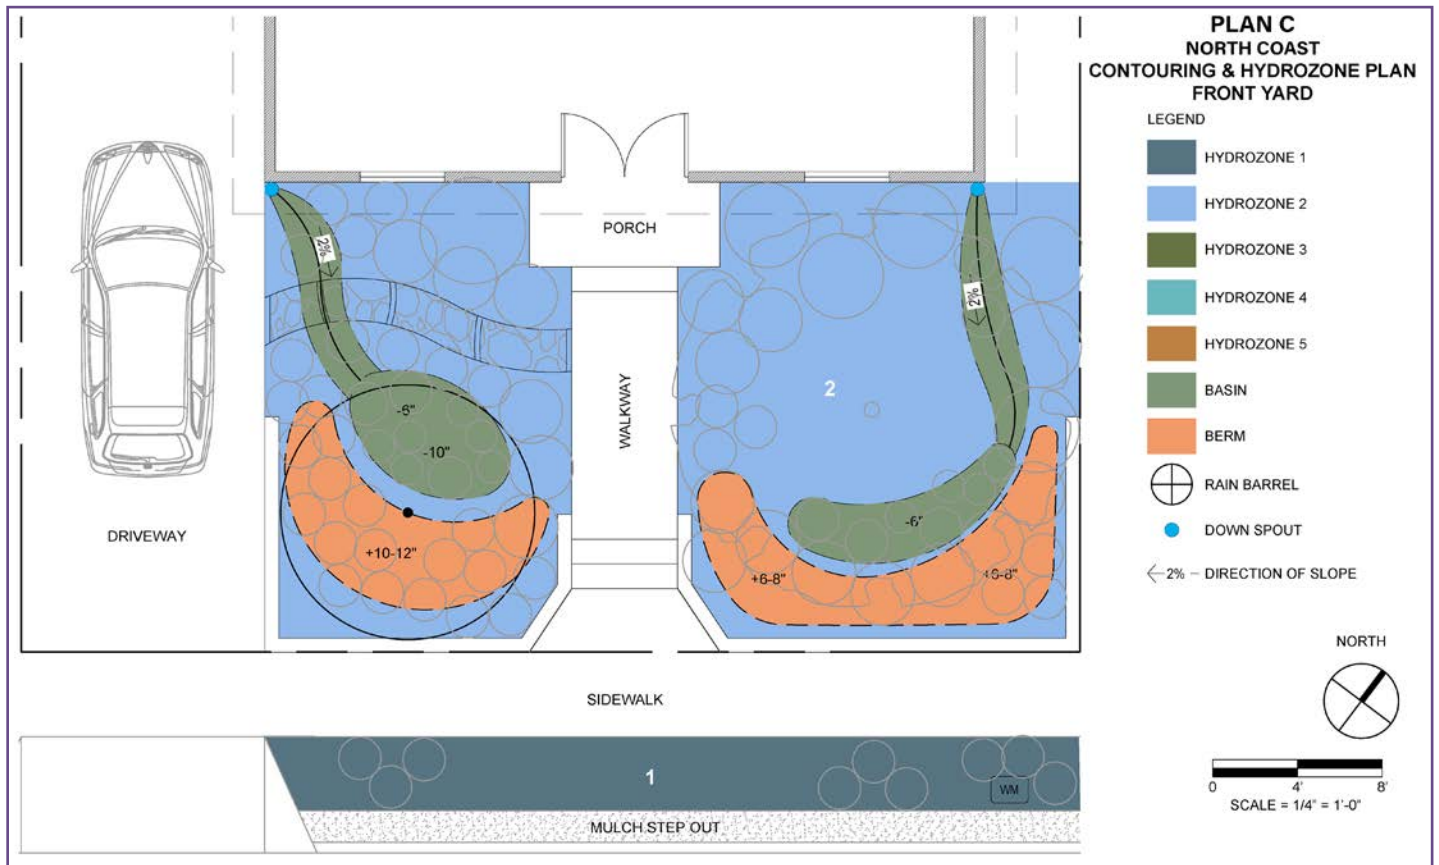 PLAN C
NORTH COAST
CONTOURING & HYDROZONE PLAN
FRONT YARD
LEGEND
HYDROZONE 1
HYDROZONE 2
HYDROZONE 3
HYDROZONE 4
HYDROZONE 5
BASIN
BERM
RAIN BARREL
DOWN SPOUT
2% DIRECTION OF SLOPE
NORTH
0 4' 8'
SCALE = 1/4" = 1'-0"
PORCH
2%
2%
WALKWAY
2
-6"
-10"
+10-12"
-6"
+6-8"
+6-8"
DRIVEWAY
SIDEWALK
1
WM
MULCH STEP OUT